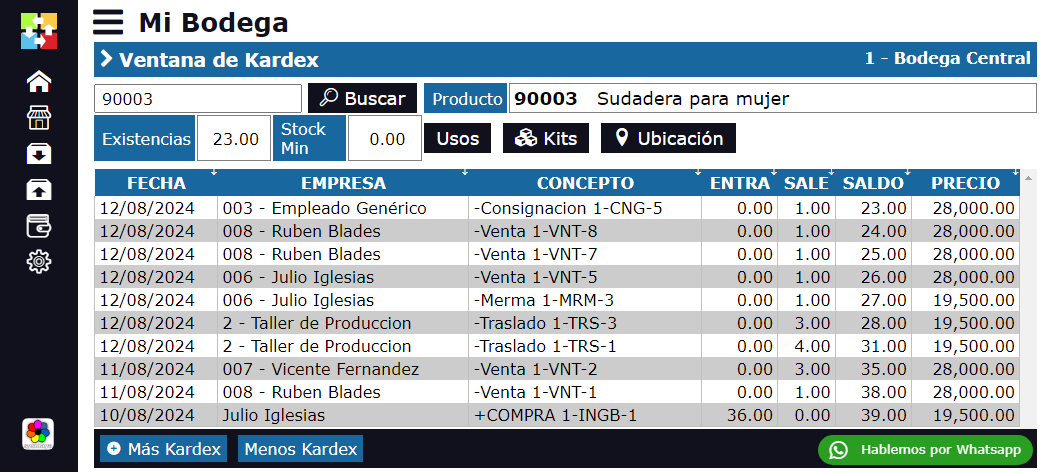 Mi Bodega
Ventana de Kardex 1 - Bodega Central
90003 Buscar Producto 90003 Sudadera para mujer
Existencias 23.00 Stock Min 0.00 Usos Kits Ubicación
FECHA EMPRESA CONCEPTO ENTRA SALE SALDO PRECIO
12/08/2024 003 - Empleado Genérico -Consignacion 1-CNG-5 0.00 1.00 23.00 28,000.00
12/08/2024 008 - Ruben Blades -Venta 1-VNT-8 0.00 1.00 24.00 28,000.00
12/08/2024 008 - Ruben Blades -Venta 1-VNT-7 0.00 1.00 25.00 28,000.00
12/08/2024 006 - Julio Iglesias -Venta 1-VNT-5 0.00 1.00 26.00 28,000.00
12/08/2024 006 - Julio Iglesias -Merma 1-MRM-3 0.00 1.00 27.00 19,500.00
12/08/2024 2 - Taller de Produccion -Traslado 1-TRS-3 0.00 3.00 28.00 19,500.00
12/08/2024 2 - Taller de Produccion -Traslado 1-TRS-1 0.00 4.00 31.00 19,500.00
11/08/2024 007 - Vicente Fernandez -Venta 1-VNT-2 0.00 3.00 35.00 28,000.00
11/08/2024 008 - Ruben Blades -Venta 1-VNT-1 0.00 1.00 38.00 28,000.00
10/08/2024 Julio Iglesias +COMPRA 1-INGB-1 36.00 0.00 39.00 19,500.00
Más Kardex Menos Kardex Hablemos por Whatsapp